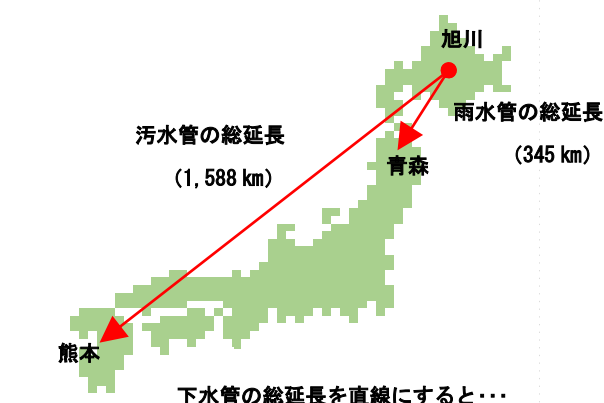 旭川
雨水管の総延長
(345 km)
汚水管の総延長
(1,588 km)
青森
熊本
下水管の総延長を直線にすると･･･